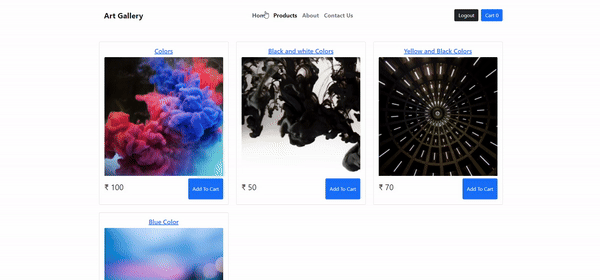 Art Gallery Home Products About Contact Us Logout Cart 0
Colors Black and white Colors Yellow and Black Colors
₹ 100 Add To Cart ₹ 50 Add To Cart ₹ 70 Add To Cart
Blue Color